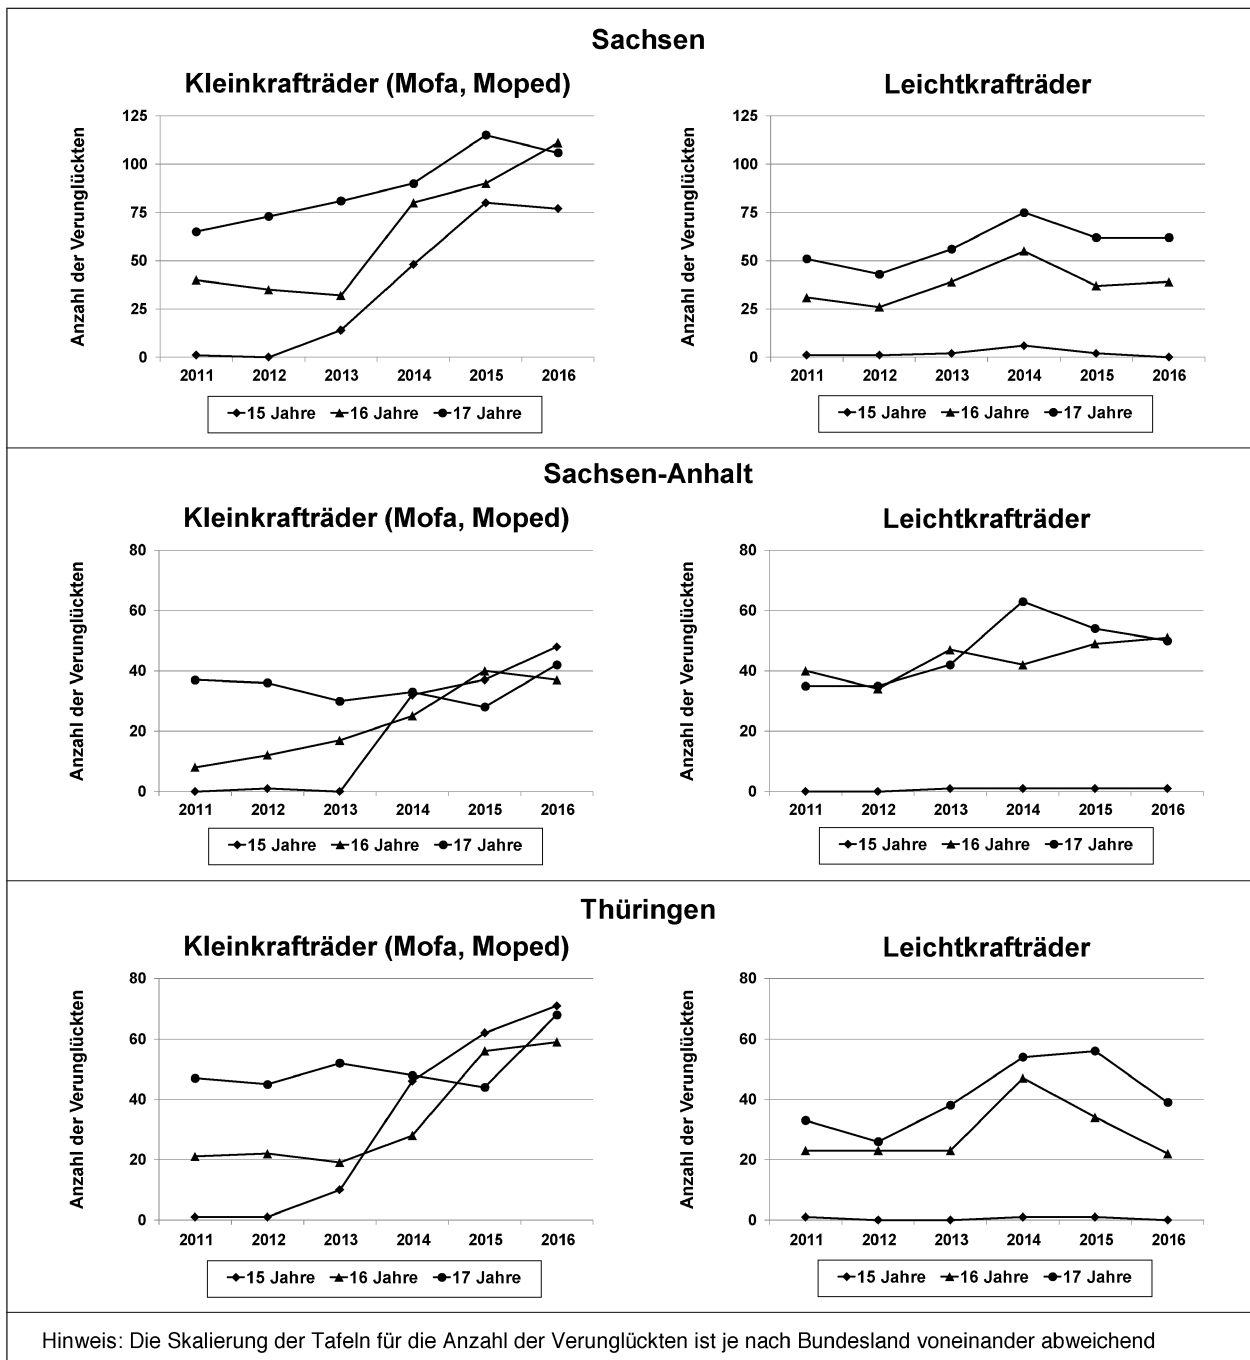 Sachsen
Kleinkrafträder (Mofa, Moped)
Anzahl der Verunglückten
125
100
75
50
25
0
2011 2012 2013 2014 2015 2016
15 Jahre 16 Jahre 17 Jahre
Leichtkrafträder
Anzahl der Verunglückten
125
100
75
50
25
0
2011 2012 2013 2014 2015 2016
15 Jahre 16 Jahre 17 Jahre
Sachsen-Anhalt
Kleinkrafträder (Mofa, Moped)
Anzahl der Verunglückten
80
60
40
20
0
2011 2012 2013 2014 2015 2016
15 Jahre 16 Jahre 17 Jahre
Leichtkrafträder
Anzahl der Verunglückten
80
60
40
20
0
2011 2012 2013 2014 2015 2016
15 Jahre 16 Jahre 17 Jahre
Thüringen
Kleinkrafträder (Mofa, Moped)
Anzahl der Verunglückten
80
60
40
20
0
2011 2012 2013 2014 2015 2016
15 Jahre 16 Jahre 17 Jahre
Leichtkrafträder
Anzahl der Verunglückten
80
60
40
20
0
2011 2012 2013 2014 2015 2016
15 Jahre 16 Jahre 17 Jahre
Hinweis: Die Skalierung der Tafeln für die Anzahl der Verunglückten ist je nach Bundesland voneinander abweichend